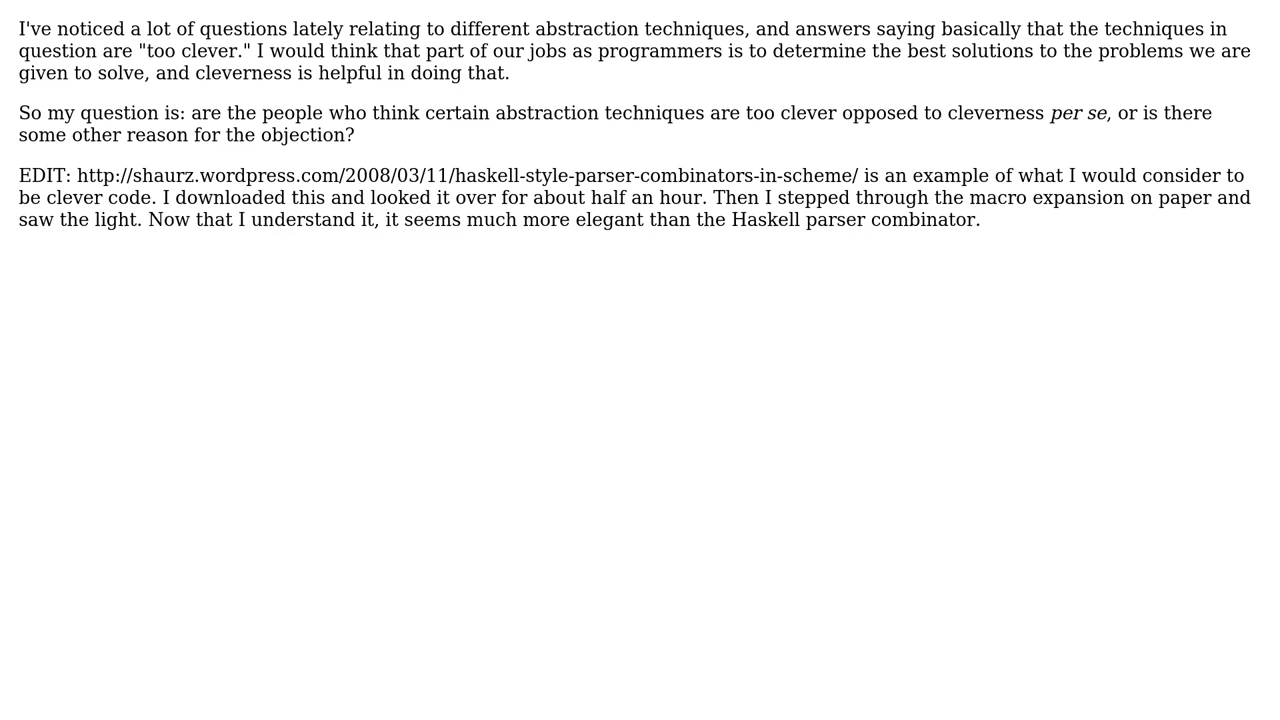 I've noticed a lot of questions lately relating to different abstraction techniques, and answers saying basically that the techniques in
question are "too clever." I would think that part of our jobs as programmers is to determine the best solutions to the problems we are
given to solve, and cleverness is helpful in doing that.
So my question is: are the people who think certain abstraction techniques are too clever opposed to cleverness per se, or is there
some other reason for the objection?
EDIT: http://shaurz.wordpress.com/2008/03/11/haskell-style-parser-combinators-in-scheme/ is an example of what I would consider to
be clever code. I downloaded this and looked it over for about half an hour. Then I stepped through the macro expansion on paper and
saw the light. Now that I understand it, it seems much more elegant than the Haskell parser combinator.